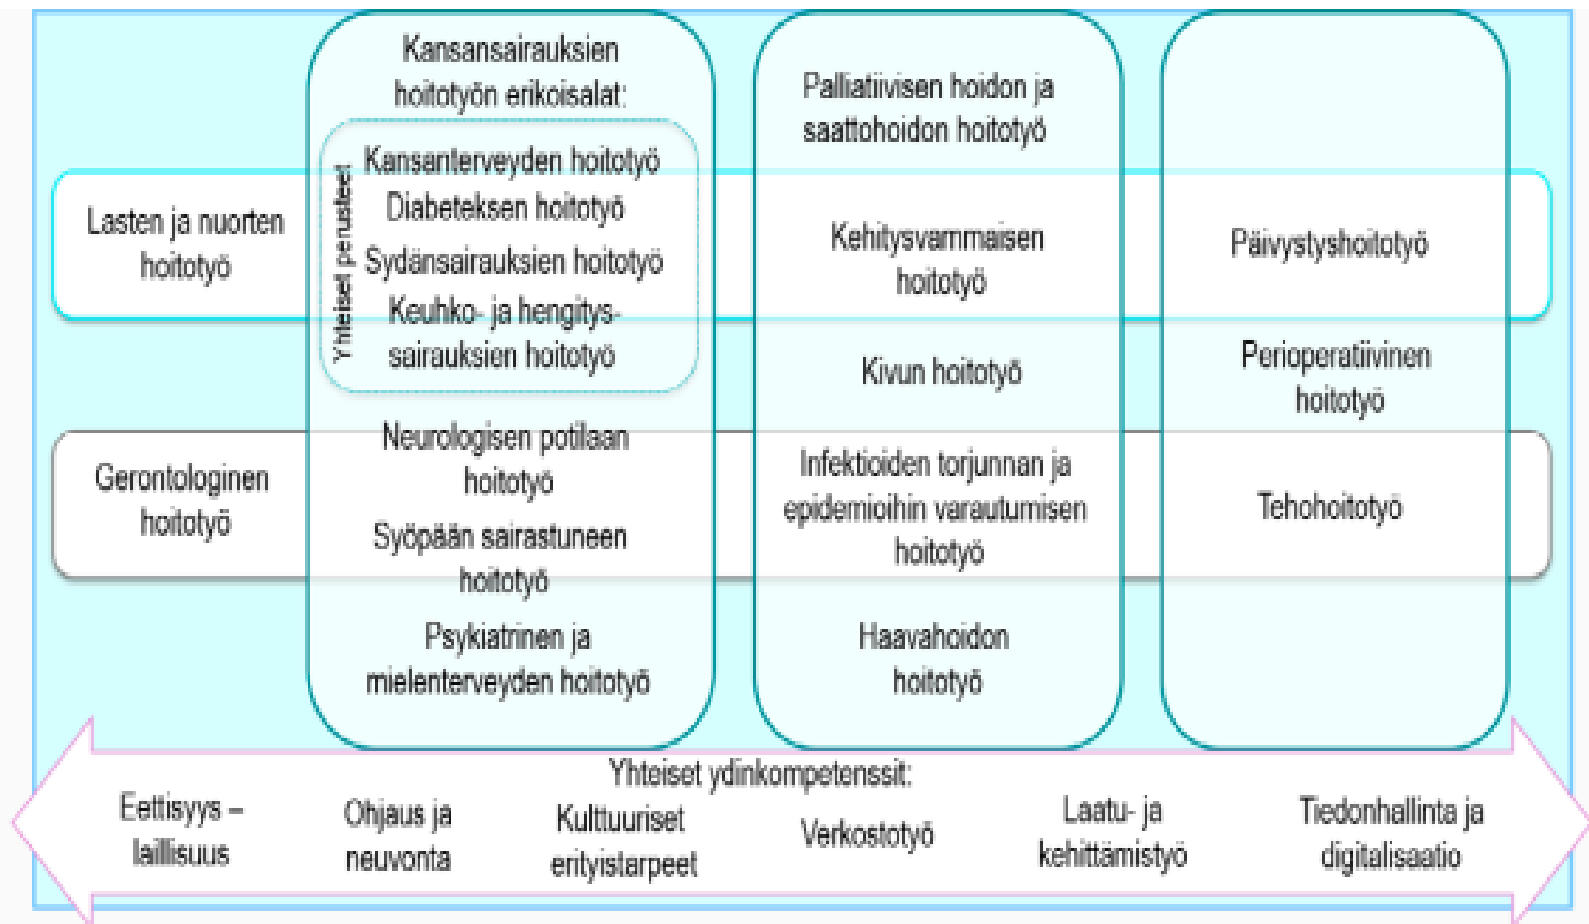 Kansansairauksien
hoitotyön erikoisalat:
Yhteiset perusteet
Kansanterveyden hoitotyö
Diabeteksen hoitotyö
Sydänsairauksien hoitotyö
Keuhko- ja hengitys-
sairauksien hoitotyö
Neurologisen potilaan
hoitotyö
Syöpään sairastuneen
hoitotyö
Psykiatrinen ja
mielenterveyden hoitotyö
Palliatiivisen hoidon ja
saattohoidon hoitotyö
Kehitysvammaisen
hoitotyö
Kivun hoitotyö
Infektioiden torjunnan ja
epidemioihin varautumisen
hoitotyö
Haavahoidon
hoitotyö
Päivystyshoitotyö
Perioperatiivinen
hoitotyö
Tehohoitotyö
Lasten ja nuorten
hoitotyö
Gerontologinen
hoitotyö
Yhteiset ydinkompetenssit:
Eettisyys –
laillisuus
Ohjaus ja
neuvonta
Kulttuuriset
erityistarpeet
Verkostotyö
Laatu- ja
kehittämistyö
Tiedonhallinta ja
digitalisaatio